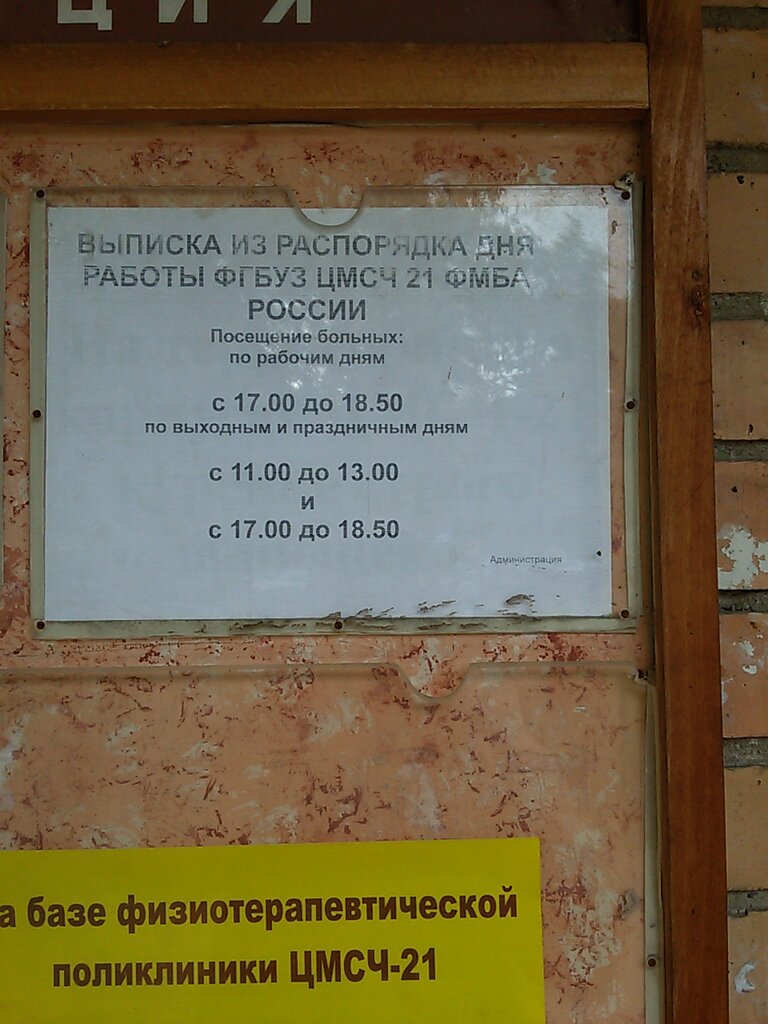 ЦИЯ
ВЫПИСКА ИЗ РАСПОРЯДКА ДНЯ
РАБОТЫ ФГБУЗ ЦМСЧ 21 ФМБА
РОССИИ
Посещение больных:
по рабочим дням
с 17.00 до 18.50
по выходным и праздничным дням
с 11.00 до 13.00
и
с 17.00 до 18.50
Администрация
а базе физиотерапевтической
поликлиники ЦМСЧ-21